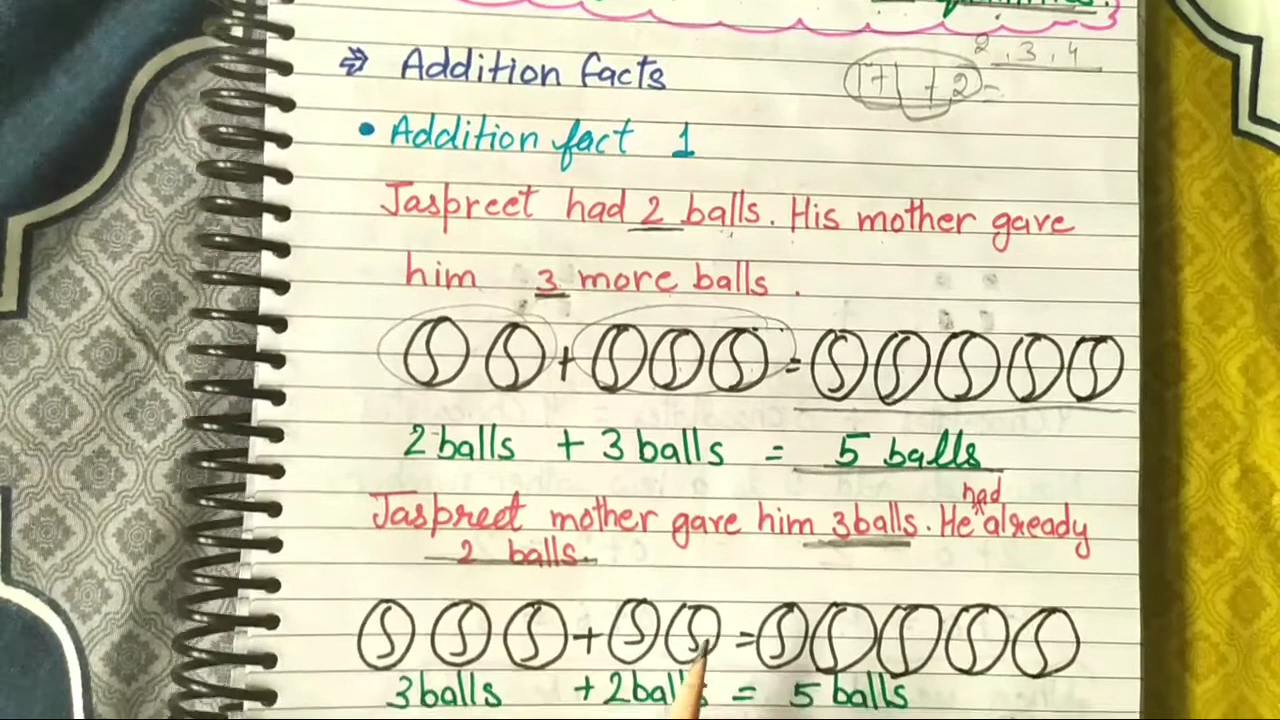 2, 3, 4
⇒ Addition facts
17 + 2 =
• Addition fact 1
Jaspreet had 2 balls. His mother gave
him 3 more balls.
+ =
2 balls + 3 balls = 5 balls
Jaspreet mother gave him 3balls. He had already
2 balls.
+ =
3 balls + 2 balls = 5 balls